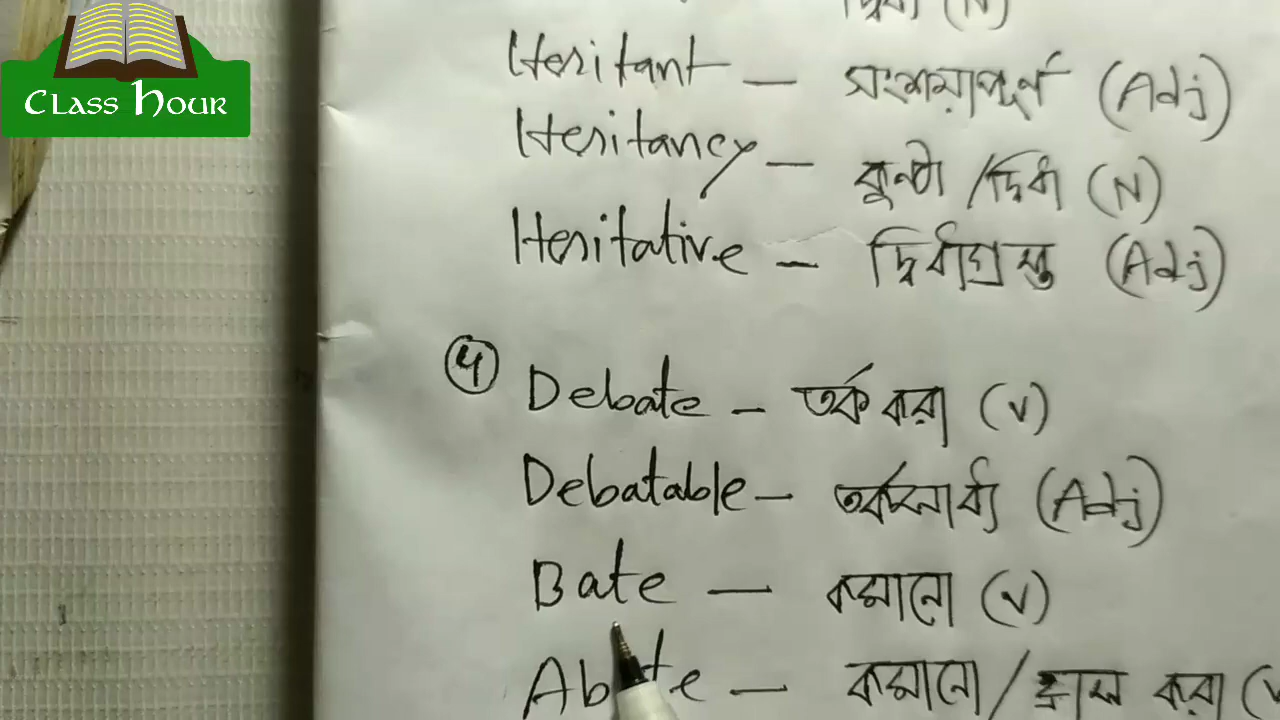 CLASS HOUR
দ্বিধা (N)
Hesitant – সংশয়াপূর্ণ (Adj)
Hesitancy – কুন্ঠা / দ্বিধা (N)
Hesitative – দ্বিধাগ্রস্ত (Adj)
④ Debate – তর্ক করা (V)
Debatable – তর্কসাধ্য (Adj)
Bate – কমানো (V)
Abate – কমানো / হ্রাস করা (V